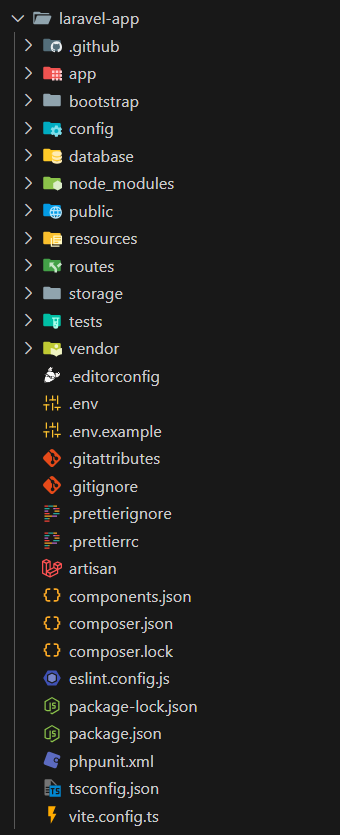 laravel-app
.github
app
bootstrap
config
database
node_modules
public
resources
routes
storage
tests
vendor
.editorconfig
.env
.env.example
.gitattributes
.gitignore
.prettierignore
.prettierrc
artisan
components.json
composer.json
composer.lock
eslint.config.js
package-lock.json
package.json
phpunit.xml
tsconfig.json
vite.config.ts